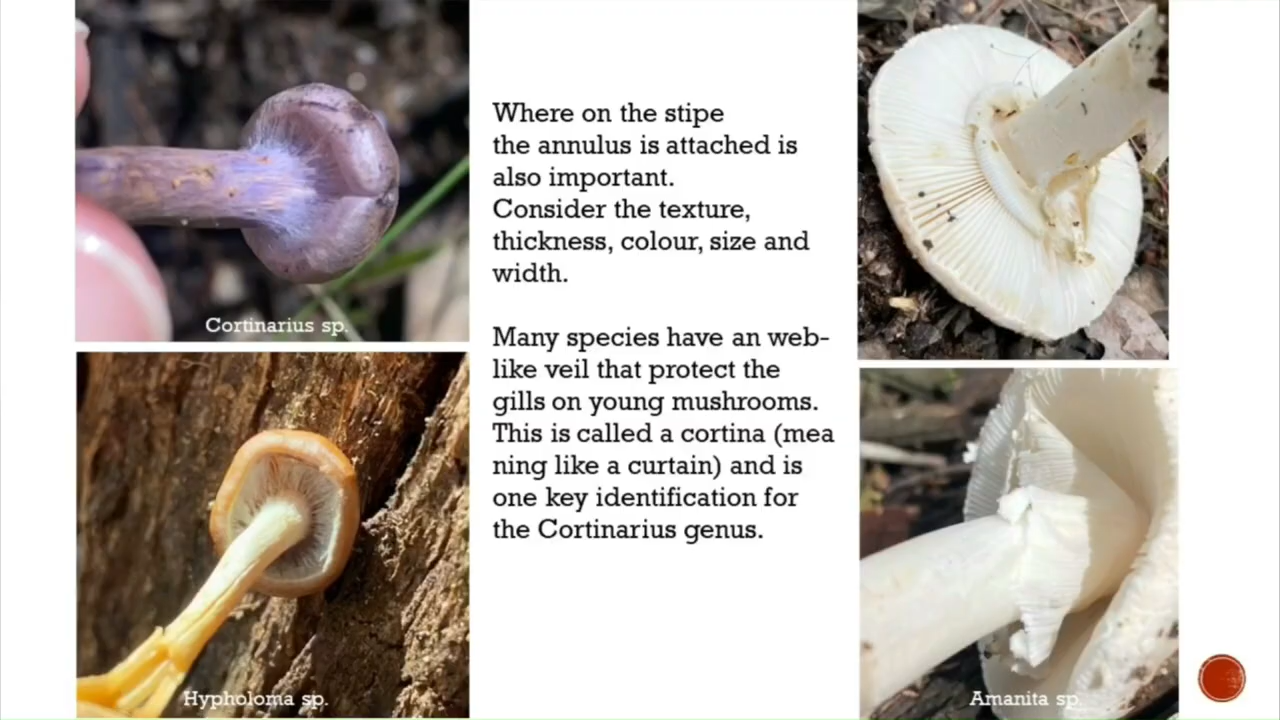 Where on the stipe
the annulus is attached is
also important.
Consider the texture,
thickness, colour, size and
width.
Many species have an web-
like veil that protect the
gills on young mushrooms.
This is called a cortina (mea
ning like a curtain) and is
one key identification for
the Cortinarius genus.
Cortinarius sp.
Hypholoma sp.
Amanita sp.